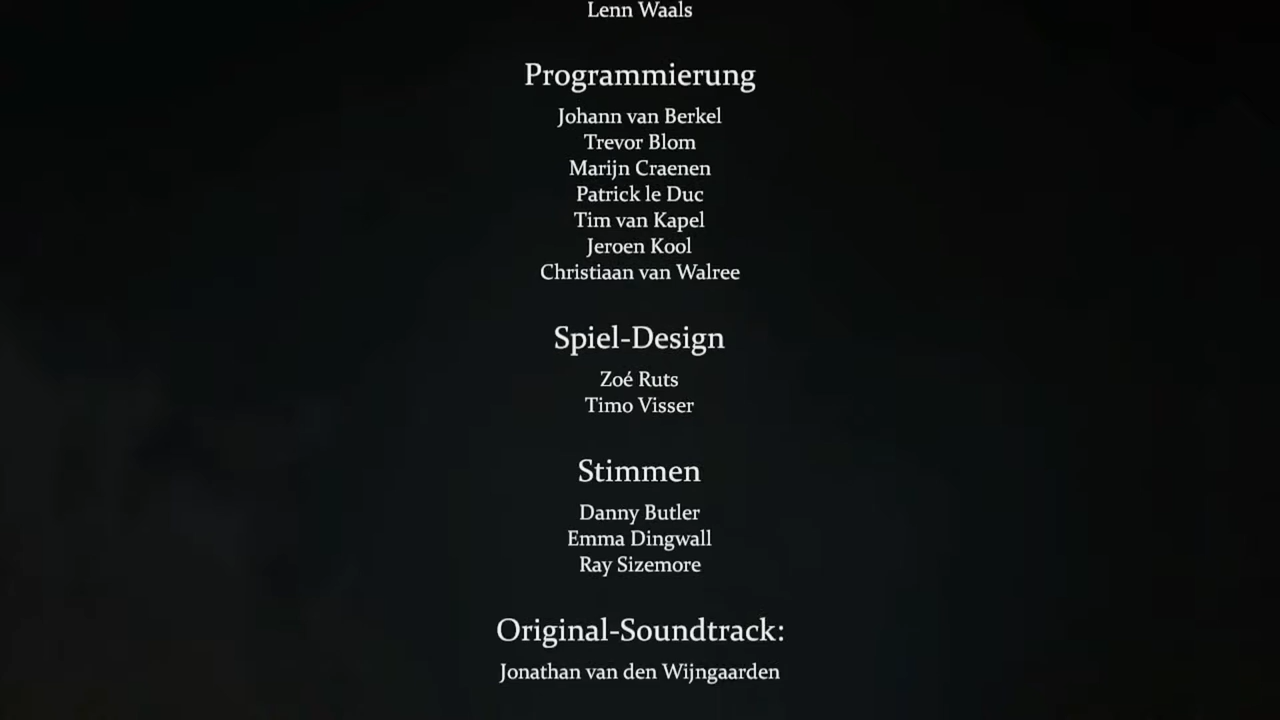 Lenn Waals
Programmierung
Johann van Berkel
Trevor Blom
Marijn Craenen
Patrick le Duc
Tim van Kapel
Jeroen Kool
Christiaan van Walree
Spiel-Design
Zoé Ruts
Timo Visser
Stimmen
Danny Butler
Emma Dingwall
Ray Sizemore
Original-Soundtrack:
Jonathan van den Wijngaarden